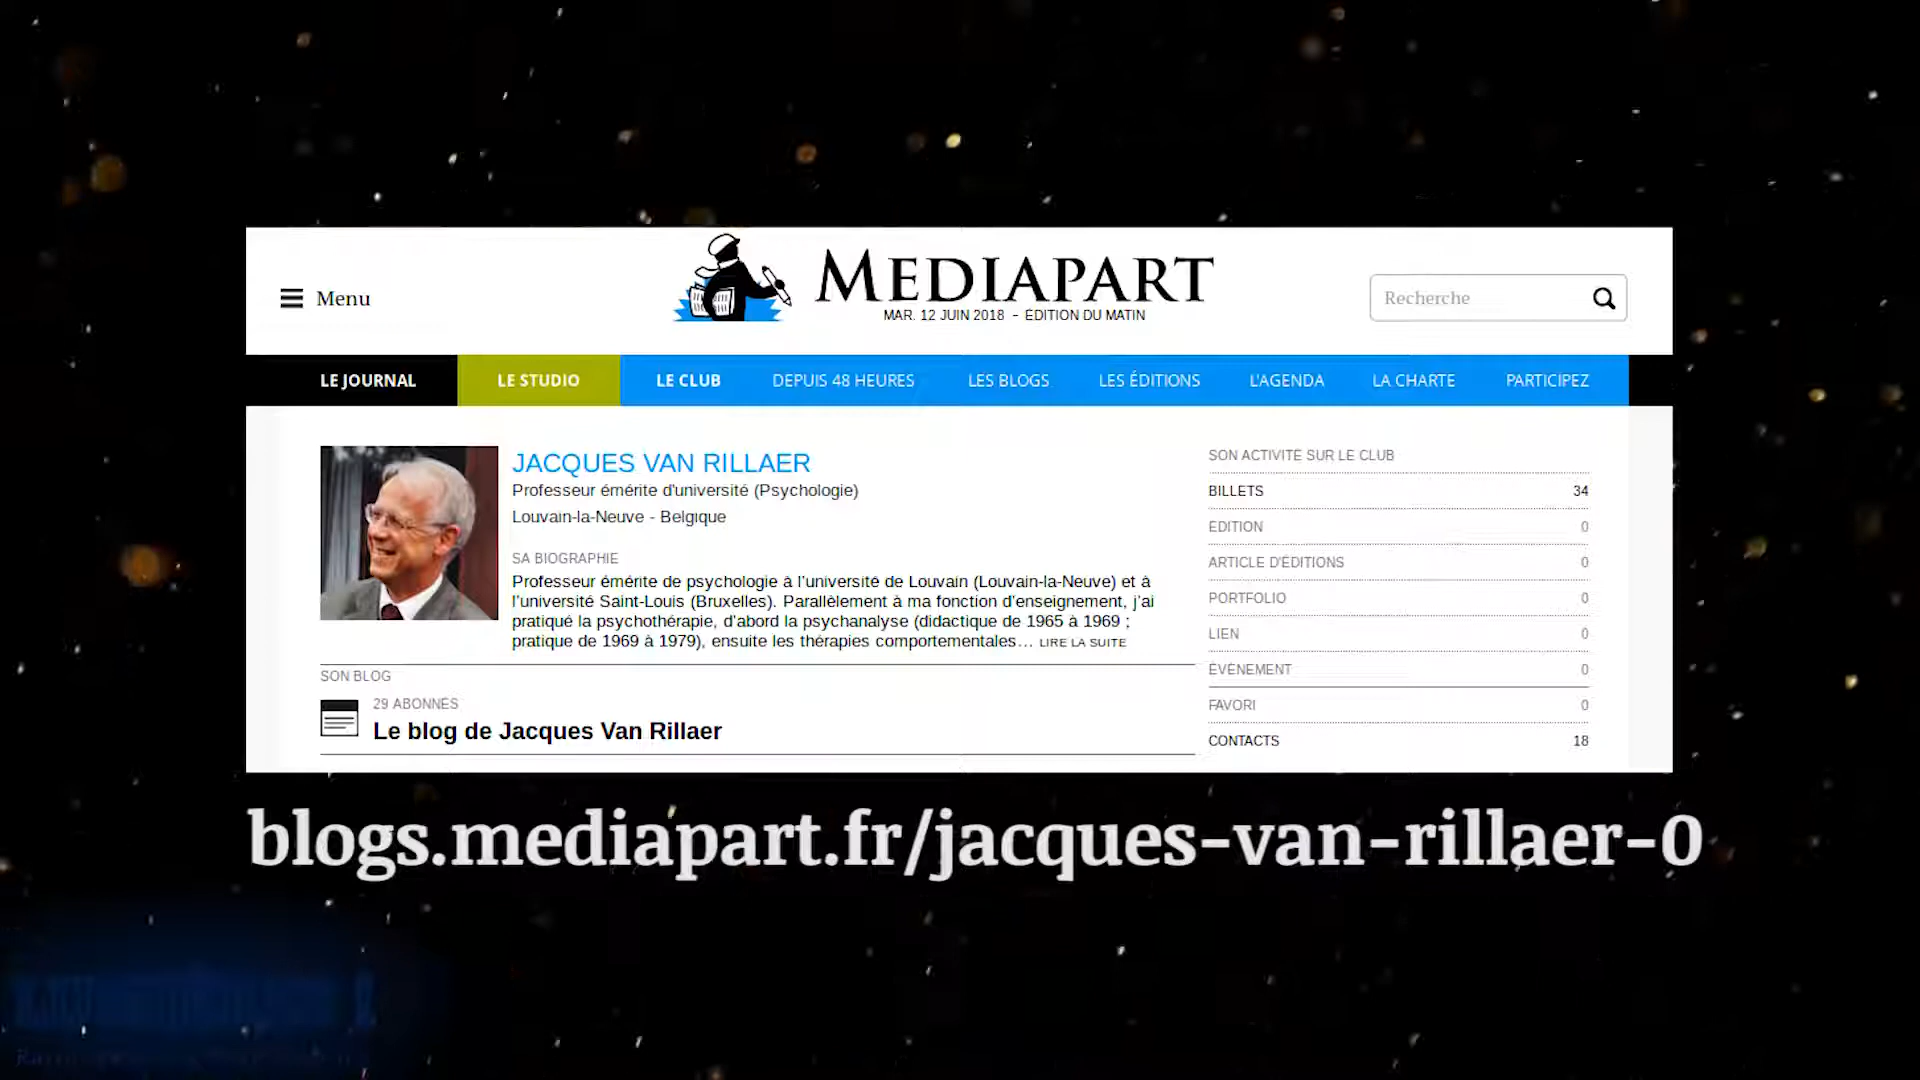 Menu
MEDIAPART
MAR. 12 JUIN 2018 - ÉDITION DU MATIN
Recherche
LE JOURNAL
LE STUDIO
LE CLUB
DEPUIS 48 HEURES
LES BLOGS
LES ÉDITIONS
L'AGENDA
LA CHARTE
PARTICIPEZ
JACQUES VAN RILLAER
Professeur émérite d'université (Psychologie)
Louvain-la-Neuve - Belgique
SA BIOGRAPHIE
Professeur émérite de psychologie à l'université de Louvain (Louvain-la-Neuve) et à
l'université Saint-Louis (Bruxelles). Parallèlement à ma fonction d'enseignement, j'ai
pratiqué la psychothérapie, d'abord la psychanalyse (didactique de 1965 à 1969 ;
pratique de 1969 à 1979), ensuite les thérapies comportementales… LIRE LA SUITE
SON BLOG
29 ABONNÉS
Le blog de Jacques Van Rillaer
SON ACTIVITÉ SUR LE CLUB
BILLETS 34
ÉDITION 0
ARTICLE D'ÉDITIONS 0
PORTFOLIO 0
LIEN 0
ÉVÉNEMENT 0
FAVORI 0
CONTACTS 18
blogs.mediapart.fr/jacques-van-rillaer-0